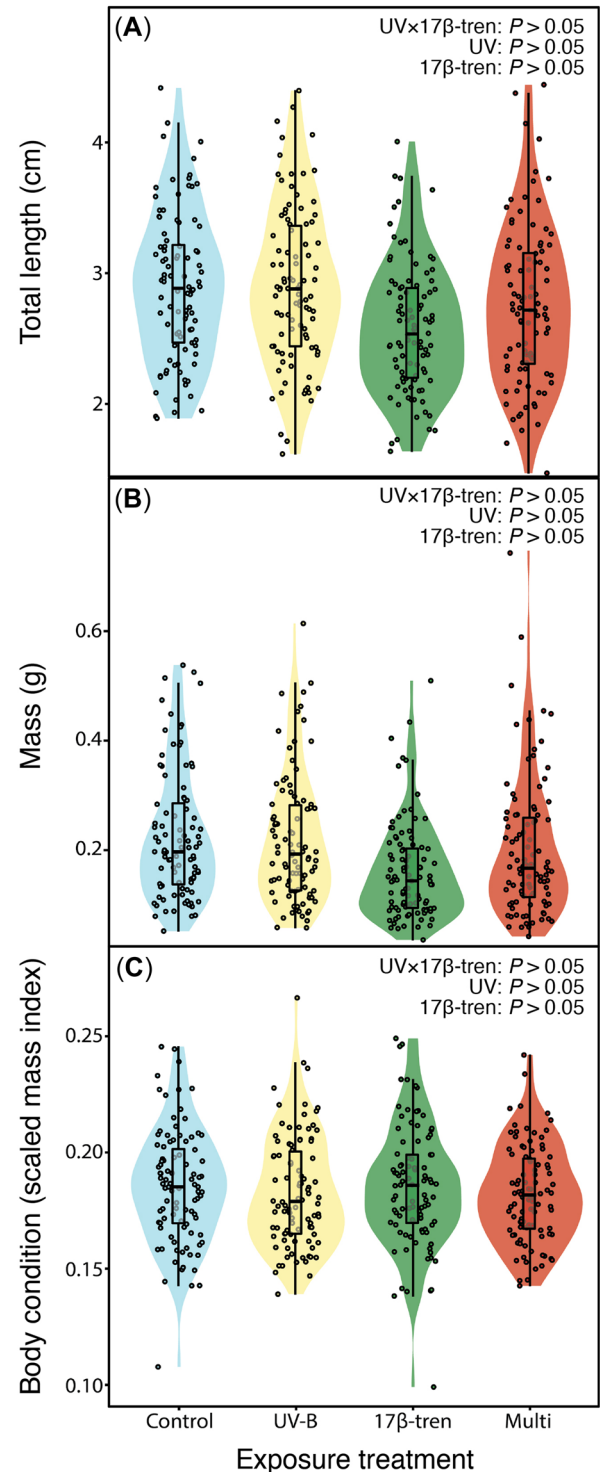 (A)
UV×17β-tren: P > 0.05
UV: P > 0.05
17β-tren: P > 0.05
Total length (cm)
4
3
2
(B)
UV×17β-tren: P > 0.05
UV: P > 0.05
17β-tren: P > 0.05
Mass (g)
0.6
0.4
0.2
(C)
UV×17β-tren: P > 0.05
UV: P > 0.05
17β-tren: P > 0.05
Body condition (scaled mass index)
0.25
0.20
0.15
0.10
Control UV-B 17β-tren Multi
Exposure treatment